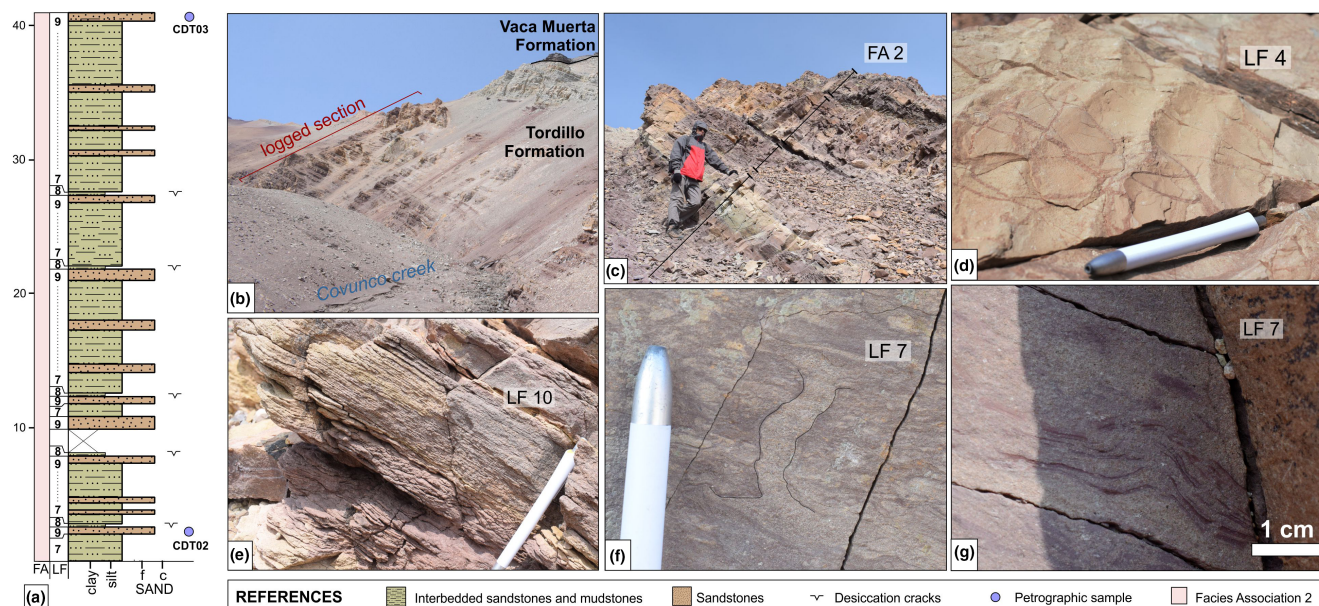 (a)
40
30
20
10
9
7
8
9
7
8
9
7
8
9
7
9
8
9
7
8
9
7
FA
LF
clay
silt
f
c
SAND
CDT03
CDT02
Vaca Muerta
Formation
logged section
Tordillo
Formation
Covunco creek
(b)
FA 2
(c)
LF 4
(d)
LF 10
(e)
LF 7
(f)
LF 7
1 cm
(g)
REFERENCES
Interbedded sandstones and mudstones
Sandstones
Desiccation cracks
Petrographic sample
Facies Association 2